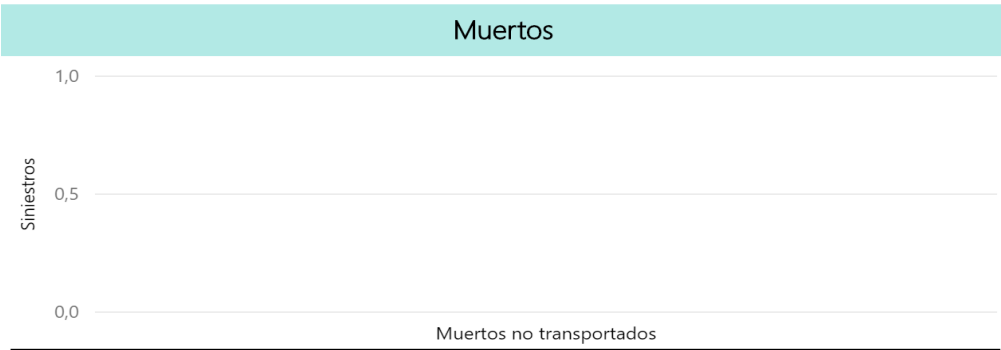 Muertos
1,0
Siniestros
0,5
0,0
Muertos no transportados